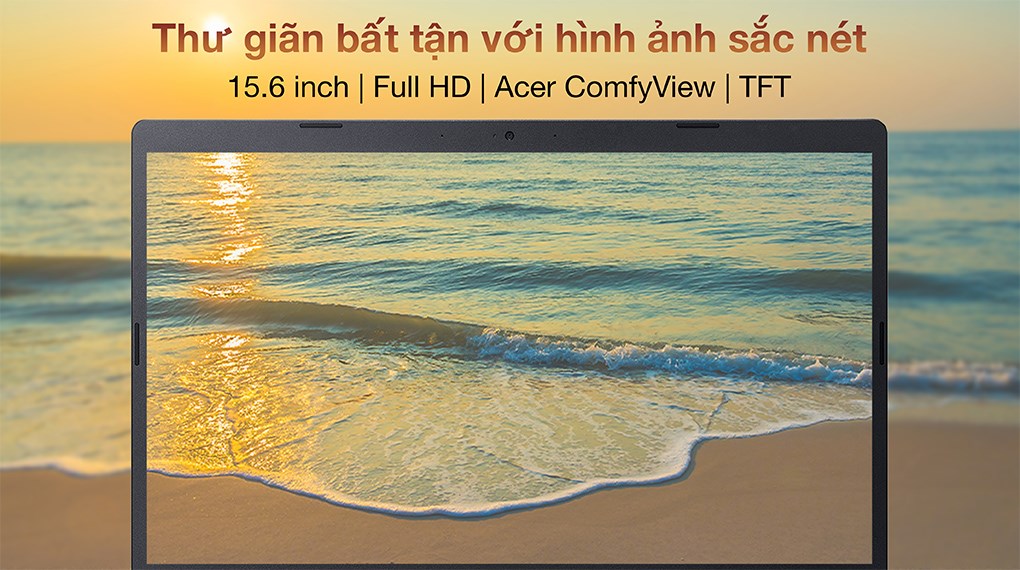 Thư giãn bất tận với hình ảnh sắc nét
15.6 inch | Full HD | Acer ComfyView | TFT